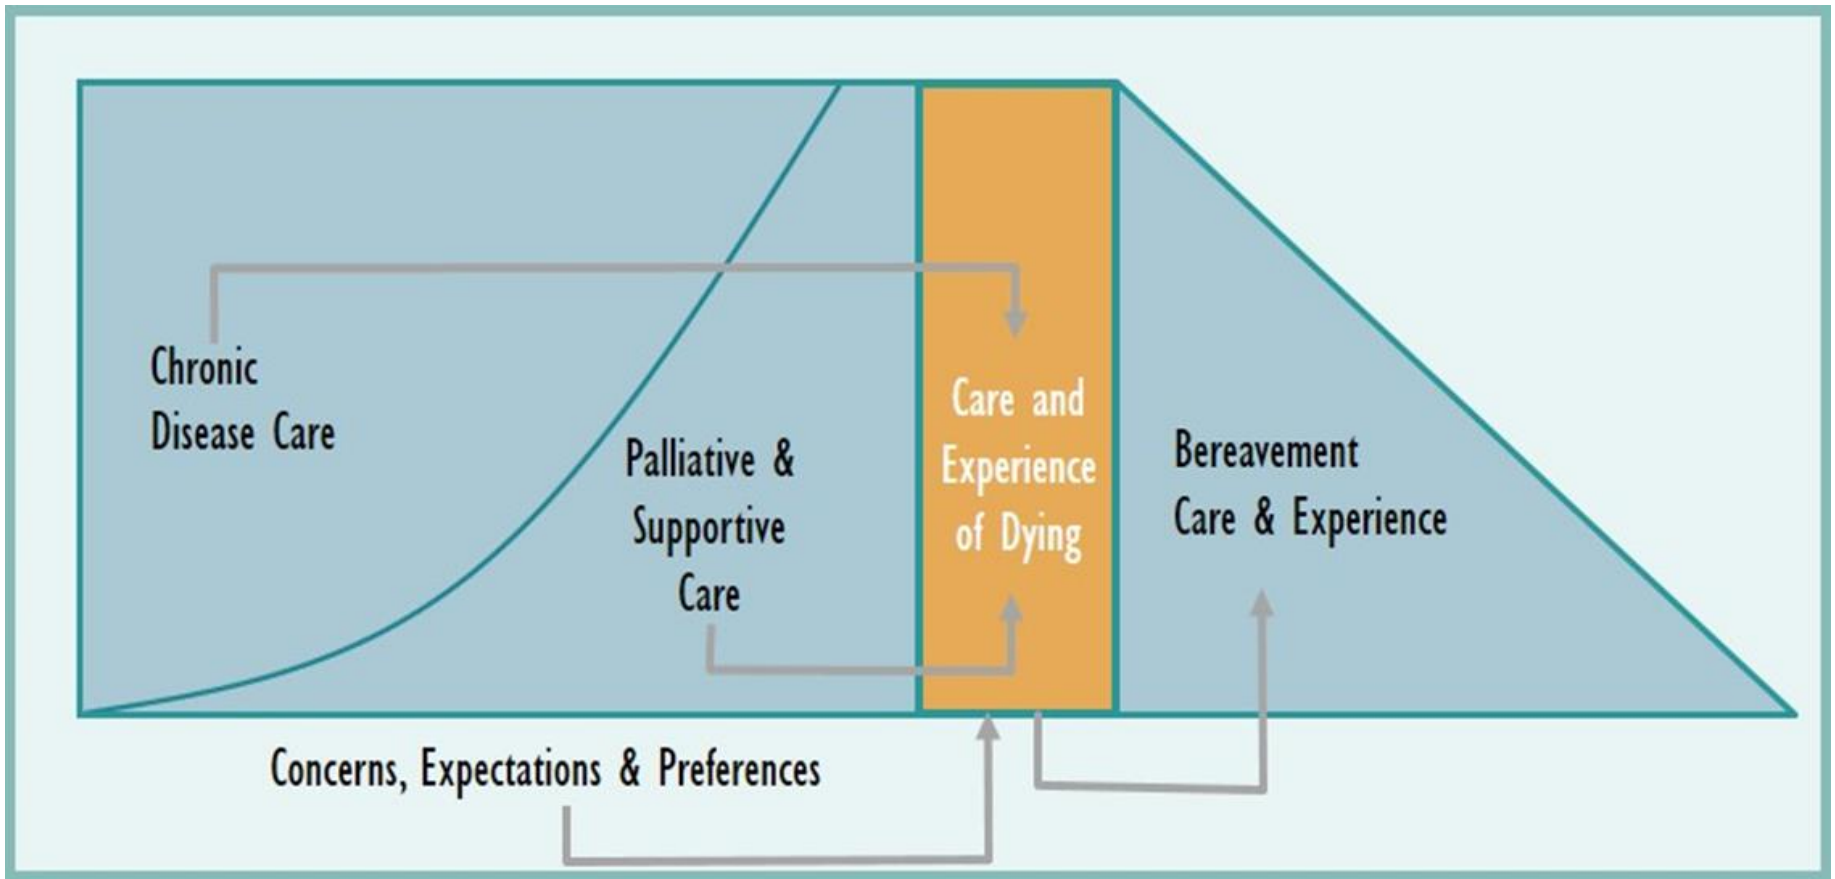 Chronic
Disease Care
Palliative &
Supportive
Care
Care and
Experience
of Dying
Bereavement
Care & Experience
Concerns, Expectations & Preferences